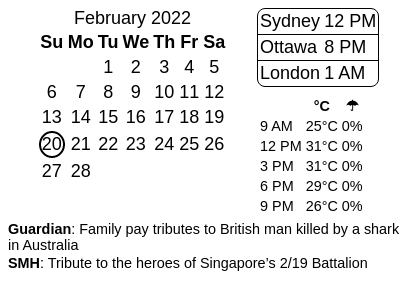 February 2022
Su Mo Tu We Th Fr Sa
1 2 3 4 5
6 7 8 9 10 11 12
13 14 15 16 17 18 19
20 21 22 23 24 25 26
27 28
Sydney 12 PM
Ottawa 8 PM
London 1 AM
°C ☂
9 AM 25°C 0%
12 PM 31°C 0%
3 PM 31°C 0%
6 PM 29°C 0%
9 PM 26°C 0%
Guardian: Family pay tributes to British man killed by a shark
in Australia
SMH: Tribute to the heroes of Singapore’s 2/19 Battalion